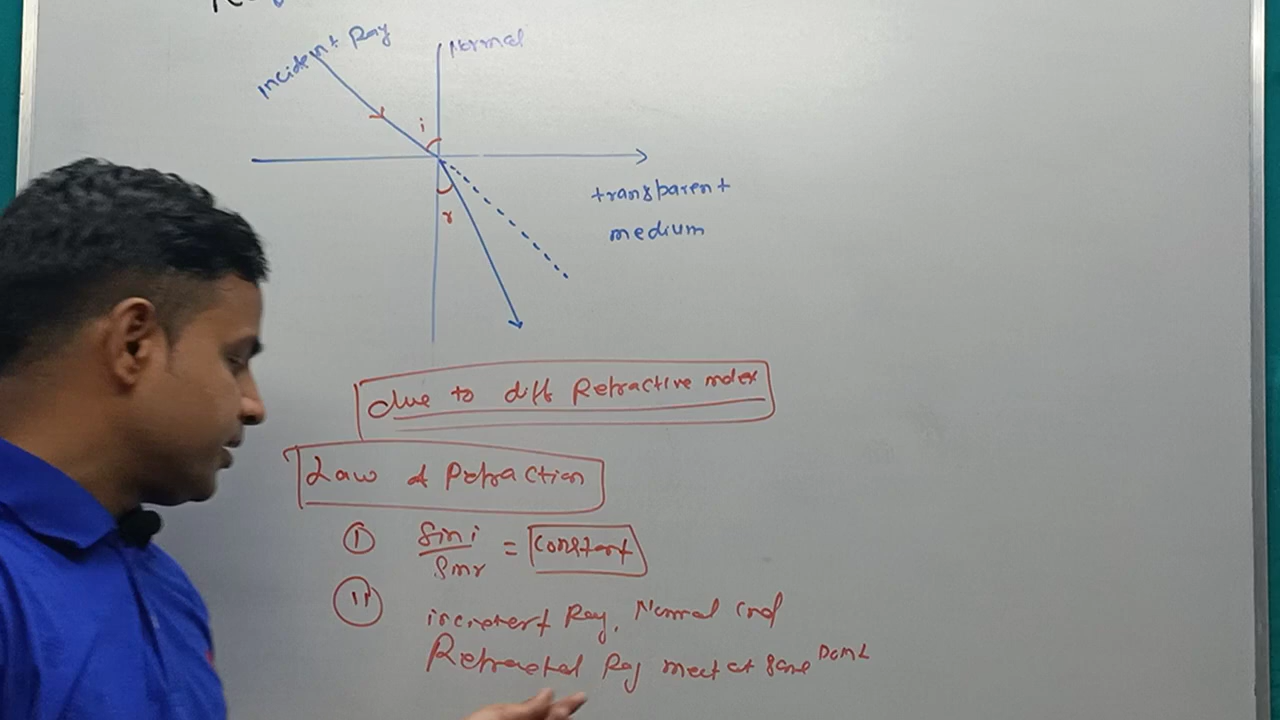 Incident Ray
Normal
i
r
transparent
medium
due to diff Refractive index
Law of Refraction
I
Sin i
Sin r
= Constant
II
incident Ray, Normal and
Refracted Ray meet at same Point